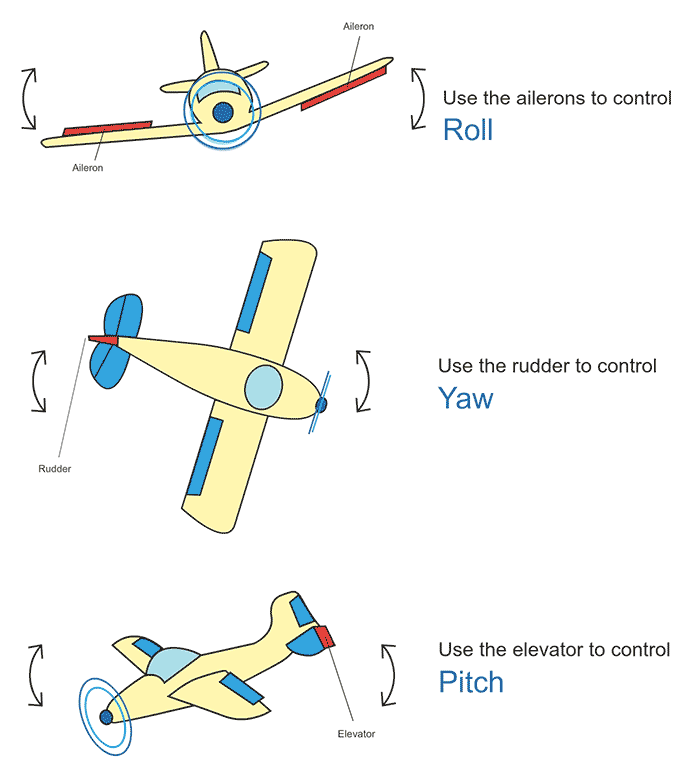 Aileron
Use the ailerons to control
Roll
Aileron
Use the rudder to control
Yaw
Rudder
Use the elevator to control
Pitch
Elevator